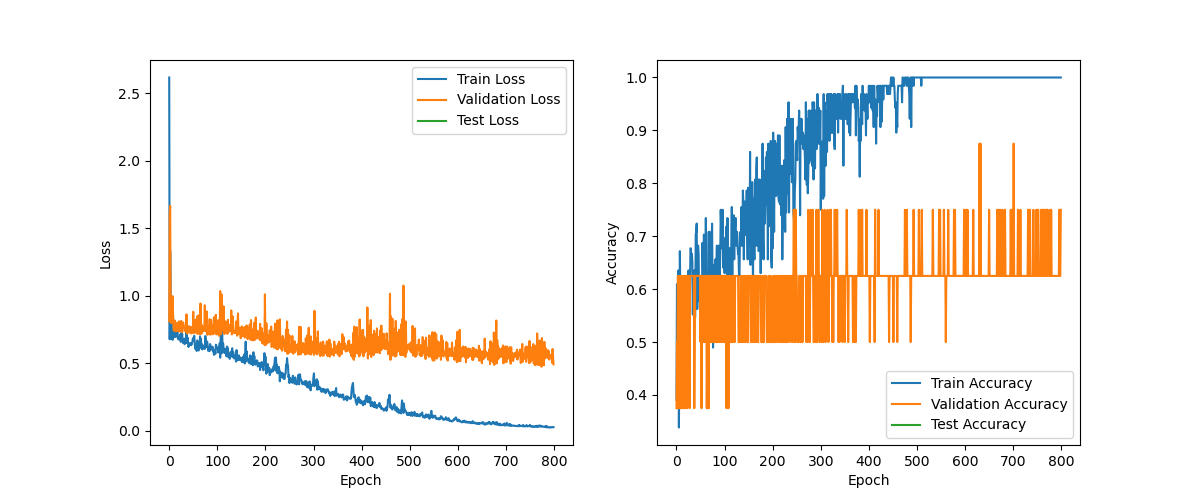 Train Loss
Validation Loss
Test Loss
2.5
2.0
1.5
1.0
0.5
0.0
Loss
0 100 200 300 400 500 600 700 800
Epoch
1.0
0.9
0.8
0.7
0.6
0.5
0.4
Accuracy
Train Accuracy
Validation Accuracy
Test Accuracy
0 100 200 300 400 500 600 700 800
Epoch